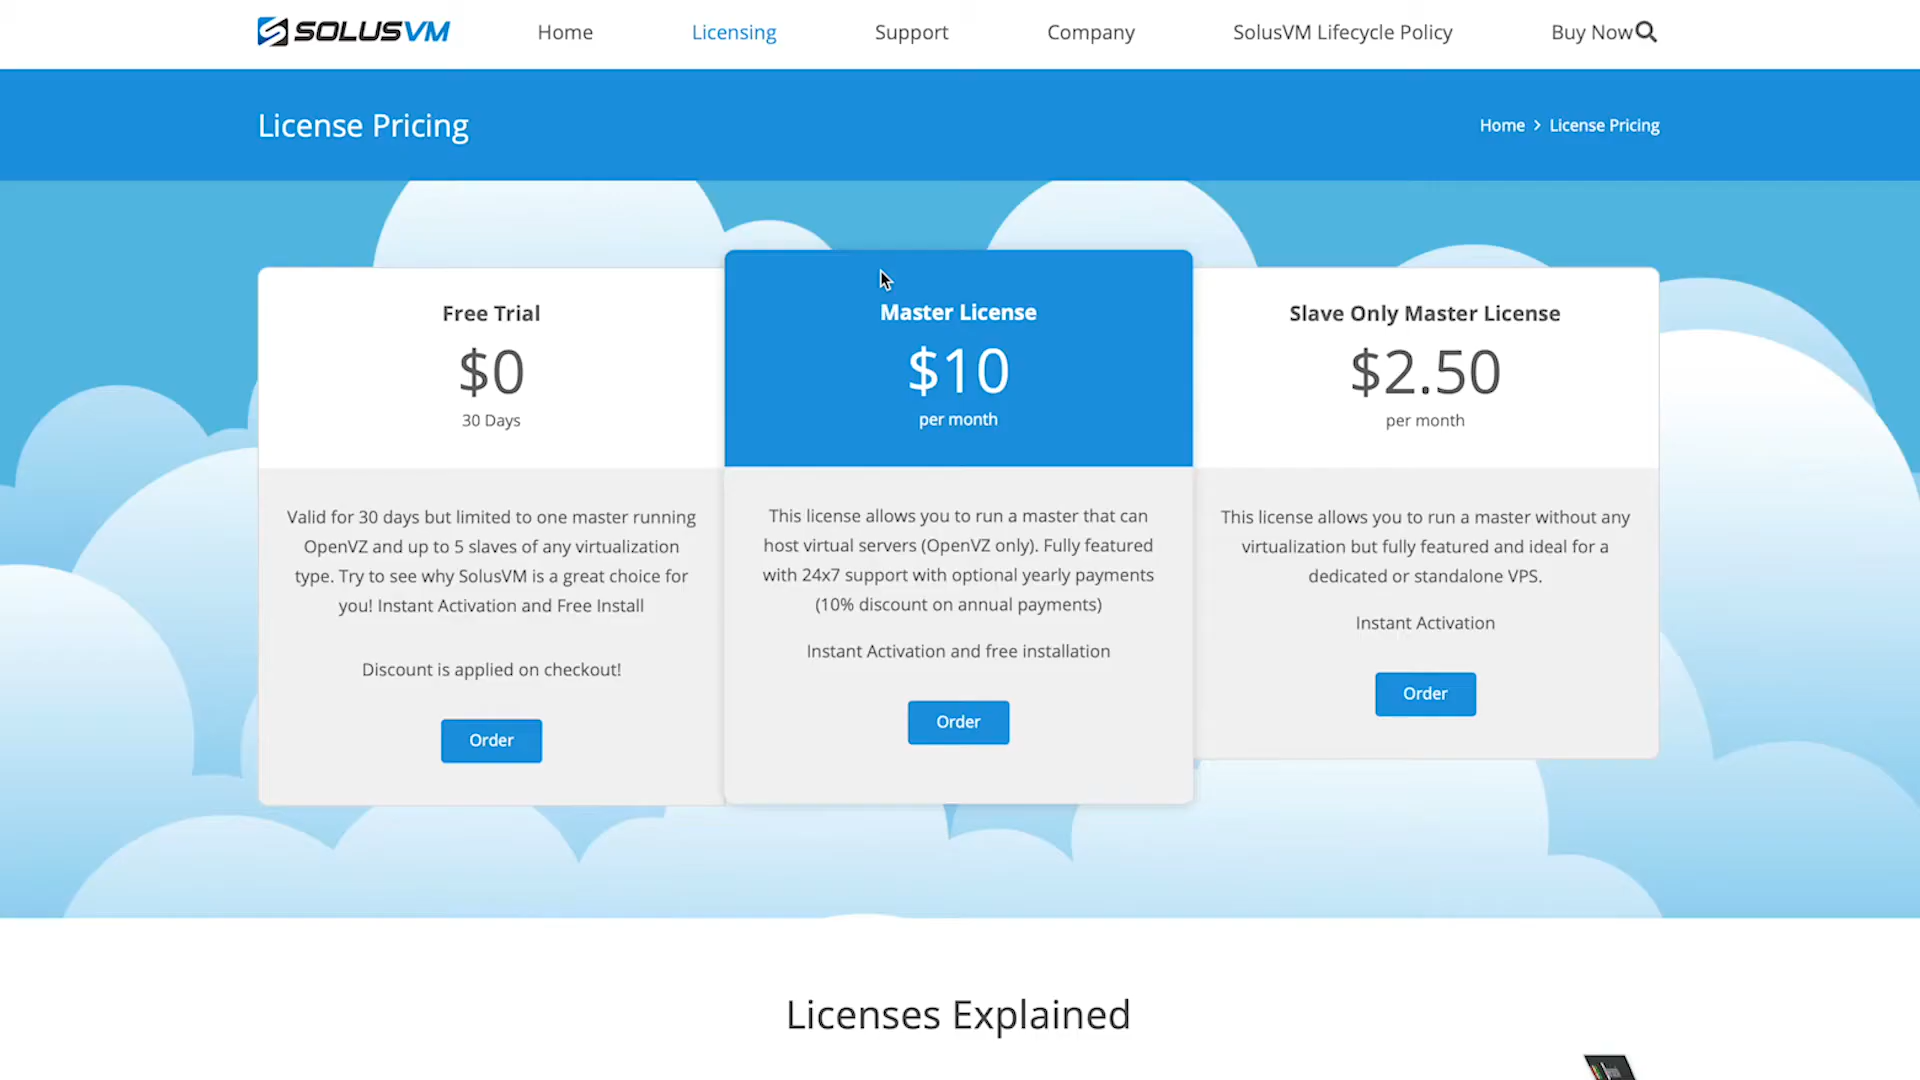 SOLUSVM
Home
Licensing
Support
Company
SolusVM Lifecycle Policy
Buy Now
License Pricing
Home > License Pricing
Free Trial
$0
30 Days
Valid for 30 days but limited to one master running
OpenVZ and up to 5 slaves of any virtualization
type. Try to see why SolusVM is a great choice for
you! Instant Activation and Free Install
Discount is applied on checkout!
Order
Master License
$10
per month
This license allows you to run a master that can
host virtual servers (OpenVZ only). Fully featured
with 24x7 support with optional yearly payments
(10% discount on annual payments)
Instant Activation and free installation
Order
Slave Only Master License
$2.50
per month
This license allows you to run a master without any
virtualization but fully featured and ideal for a
dedicated or standalone VPS.
Instant Activation
Order
Licenses Explained